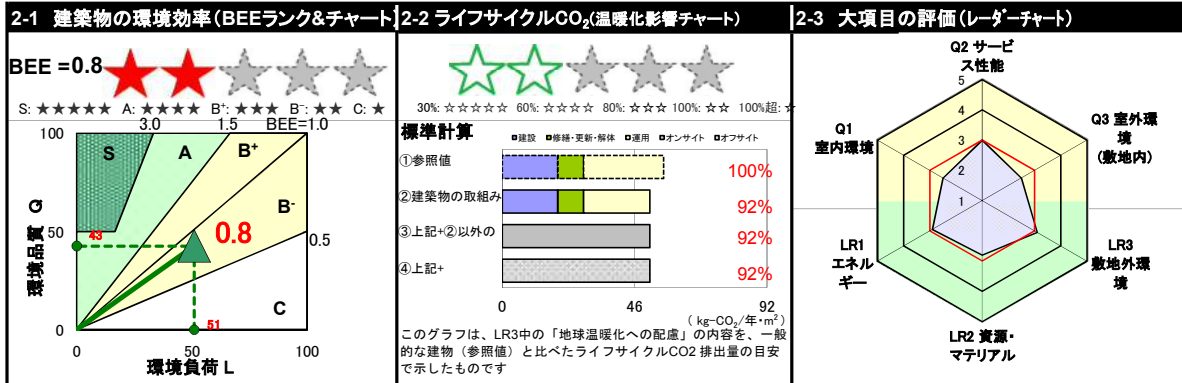 2-1 建築物の環境効率(BEEランク&チャート)
BEE =0.8
S: ★★★★★ A: ★★★★ B⁺: ★★★ B⁻: ★★ C: ★
3.0 1.5 BEE=1.0
100
S
A
B⁺
B⁻
0.8
0.5
50
43
C
51
0
0 50 100
環境品質 Q
環境負荷 L
2-2 ライフサイクルCO₂(温暖化影響チャート)
30%: ☆☆☆☆☆ 60%: ☆☆☆☆ 80%: ☆☆☆ 100%: ☆☆ 100%超: ☆
標準計算
建設 修繕・更新・解体 運用 オンサイト オフサイト
①参照値 100%
②建築物の取組み 92%
③上記+②以外の 92%
④上記+ 92%
0 46 92
( kg-CO₂/年・m²)
このグラフは、LR3中の「地球温暖化への配慮」の内容を、一般
的な建物(参照値)と比べたライフサイクルCO2 排出量の目安
で示したものです
2-3 大項目の評価(レーダーチャート)
Q2 サービ
ス性能
5
4
3
2
1
Q1
室内環境
Q3 室外環
境
(敷地内)
LR1
エネル
ギー
LR3
敷地外環
境
LR2 資源・
マテリアル